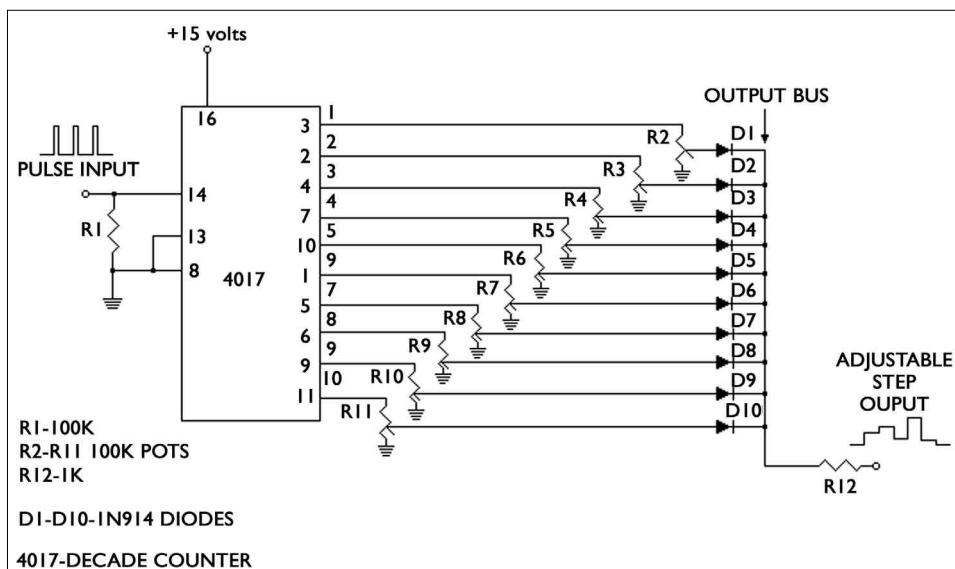 +15 volts
16
PULSE INPUT
14
R1
13
8
4017
3
1
2
2
4
3
7
4
10
5
1
9
5
7
6
8
9
9
11
10
R2
R3
R4
R5
R6
R7
R8
R9
R10
R11
OUTPUT BUS
D1
D2
D3
D4
D5
D6
D7
D8
D9
D10
ADJUSTABLE
STEP
OUPUT
R12
R1-100K
R2-R11 100K POTS
R12-1K
D1-D10-1N914 DIODES
4017-DECADE COUNTER